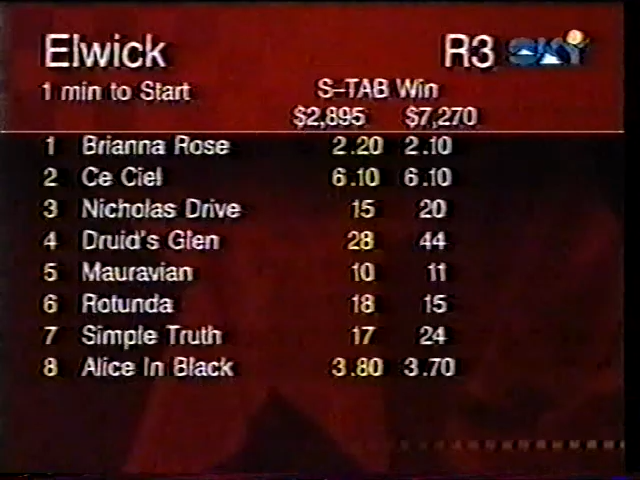 Elwick R3 SKY
1 min to Start S-TAB Win
$2,895 $7,270
1 Brianna Rose 2.20 2.10
2 Ce Ciel 6.10 6.10
3 Nicholas Drive 15 20
4 Druid's Glen 28 44
5 Mauravian 10 11
6 Rotunda 18 15
7 Simple Truth 17 24
8 Alice In Black 3.80 3.70